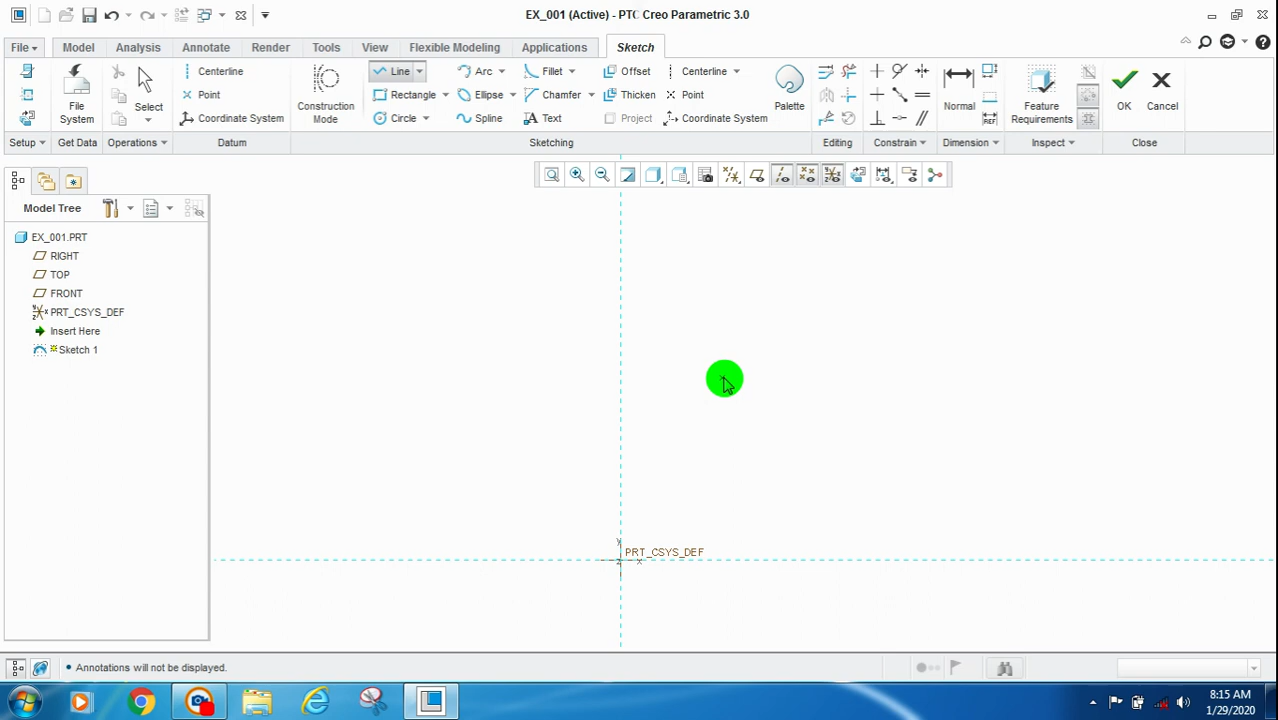 EX_001 (Active) - PTC Creo Parametric 3.0
File Model Analysis Annotate Render Tools View Flexible Modeling Applications Sketch
Centerline Line Arc Fillet Offset Centerline
Point Rectangle Ellipse Chamfer Thicken Point
File System Select Coordinate System Construction Mode Circle Spline Text Project Coordinate System Palette Normal Feature Requirements OK Cancel
Setup Get Data Operations Datum Sketching Editing Constrain Dimension Inspect Close
Model Tree
EX_001.PRT
RIGHT
TOP
FRONT
PRT_CSYS_DEF
Insert Here
Sketch 1
Y
PRT_CSYS_DEF
X
Annotations will not be displayed.
8:15 AM
1/29/2020